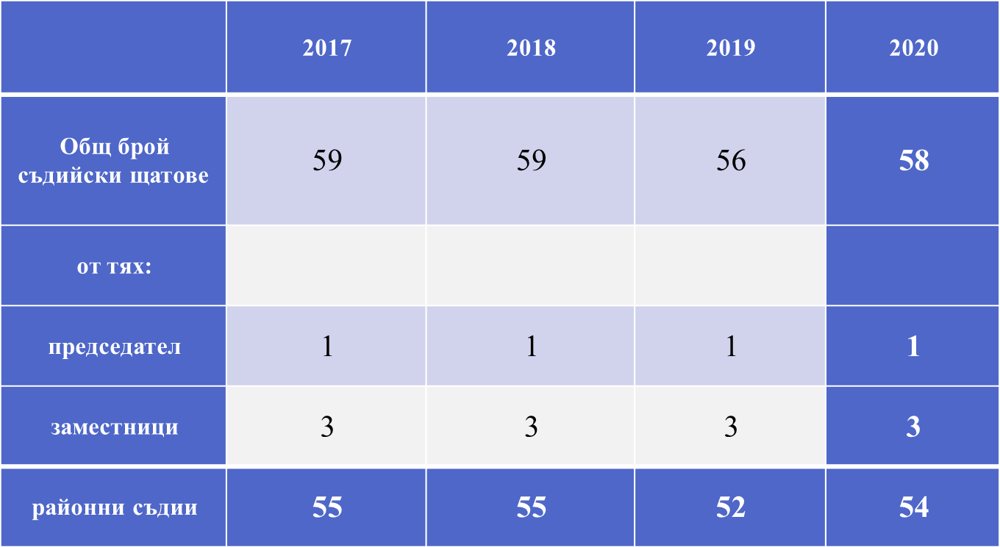 2017 2018 2019 2020
Общ брой
съдийски щатове 59 59 56 58
от тях:
председател 1 1 1 1
заместници 3 3 3 3
районни съдии 55 55 52 54